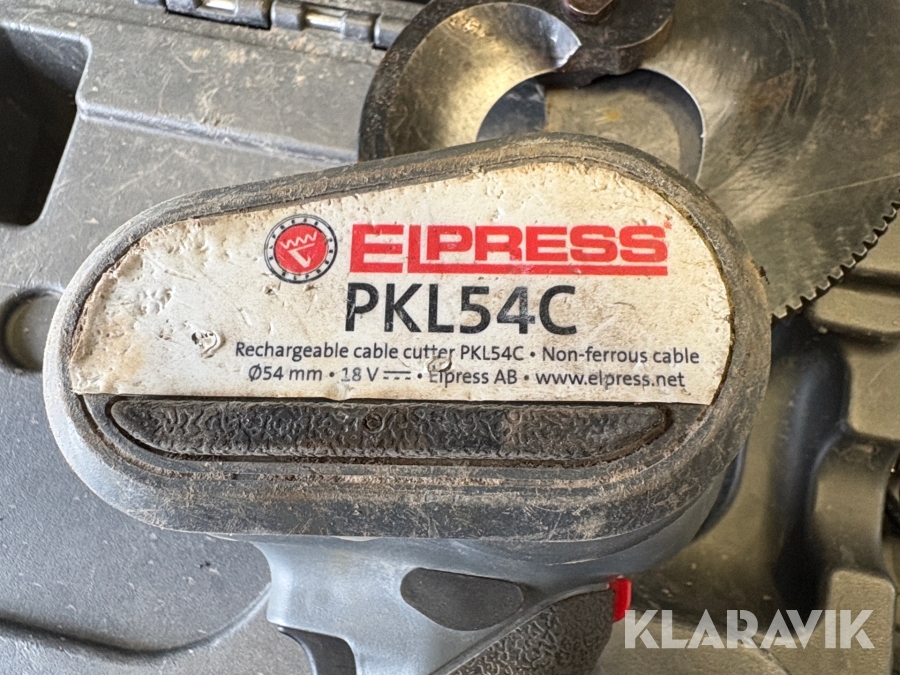 ELPRESS
PKL54C
Rechargeable cable cutter PKL54C • Non-ferrous cable
Ø54 mm • 18 V ⎓ • Elpress AB • www.elpress.net
KLARAVIK